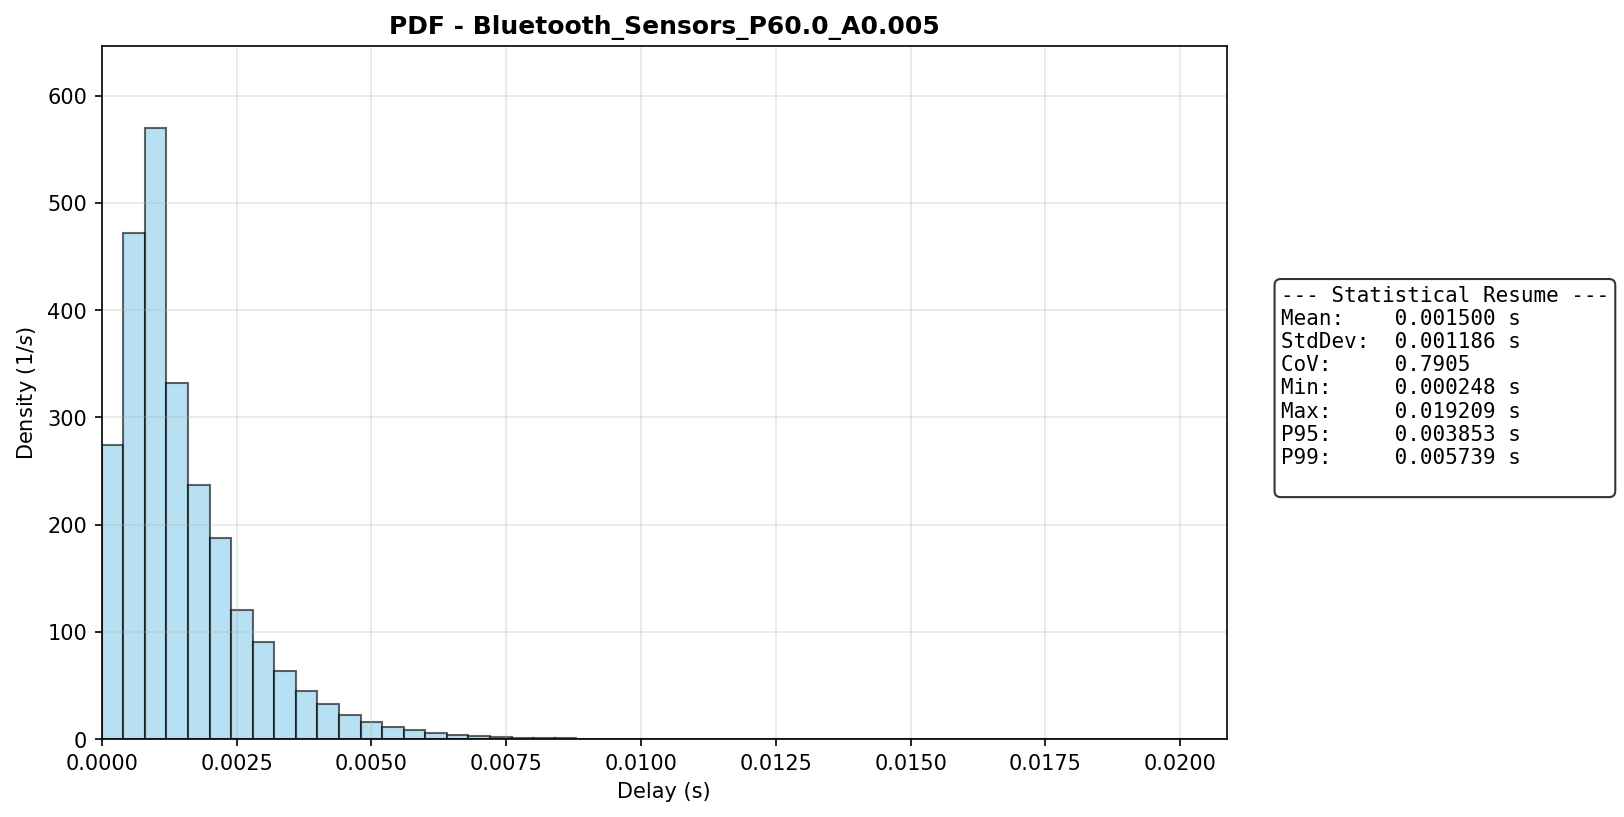 PDF - Bluetooth_Sensors_P60.0_A0.005
600
500
400
300
200
100
0
Density (1/s)
0.0000 0.0025 0.0050 0.0075 0.0100 0.0125 0.0150 0.0175 0.0200
Delay (s)
--- Statistical Resume ---
Mean: 0.001500 s
StdDev: 0.001186 s
CoV: 0.7905
Min: 0.000248 s
Max: 0.019209 s
P95: 0.003853 s
P99: 0.005739 s